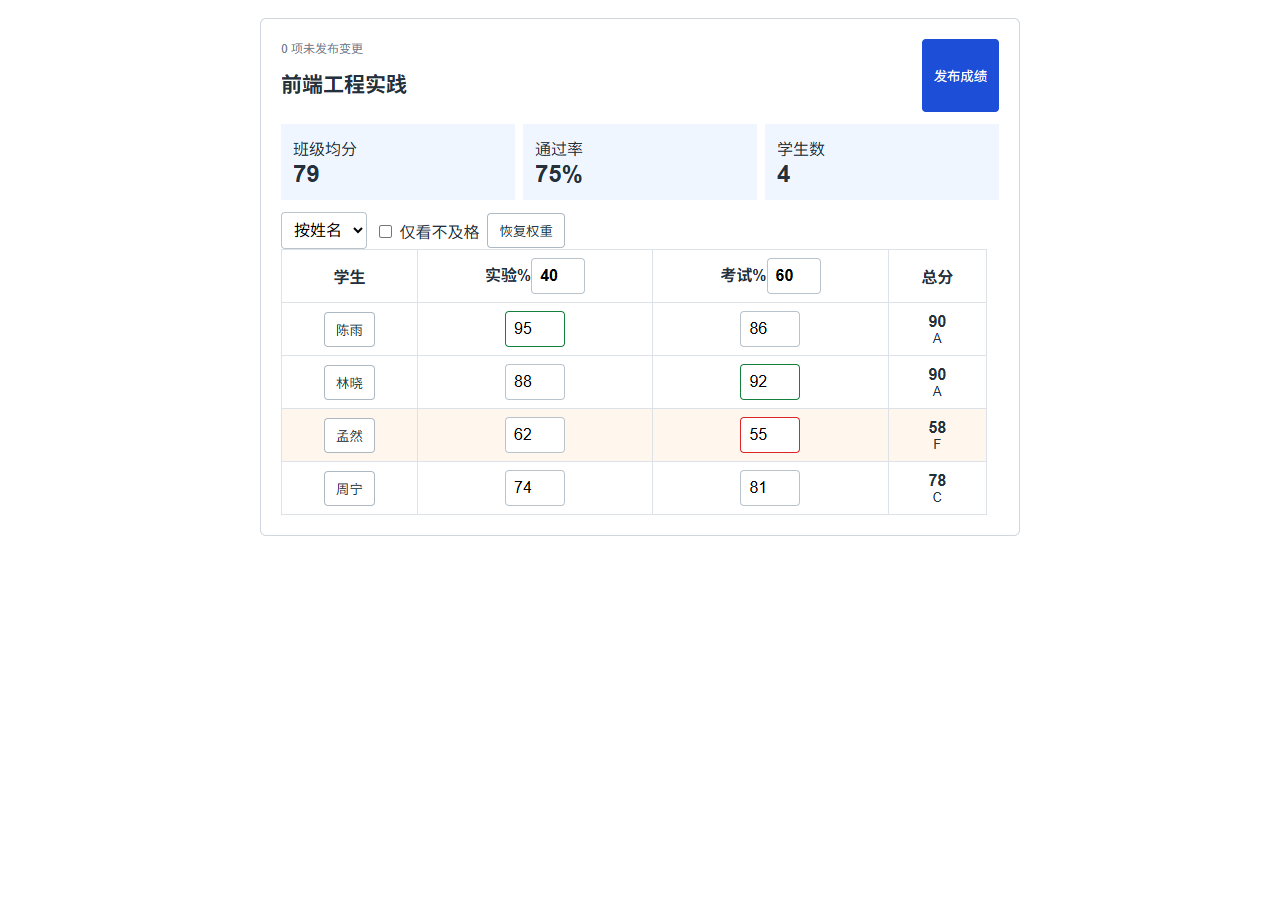 0 项未发布变更
前端工程实践
发布成绩
班级均分
79
通过率
75%
学生数
4
按姓名
仅看不及格
恢复权重
学生 实验% 40 考试% 60 总分
陈雨 95 86 90
A
林晓 88 92 90
A
孟然 62 55 58
F
周宁 74 81 78
C